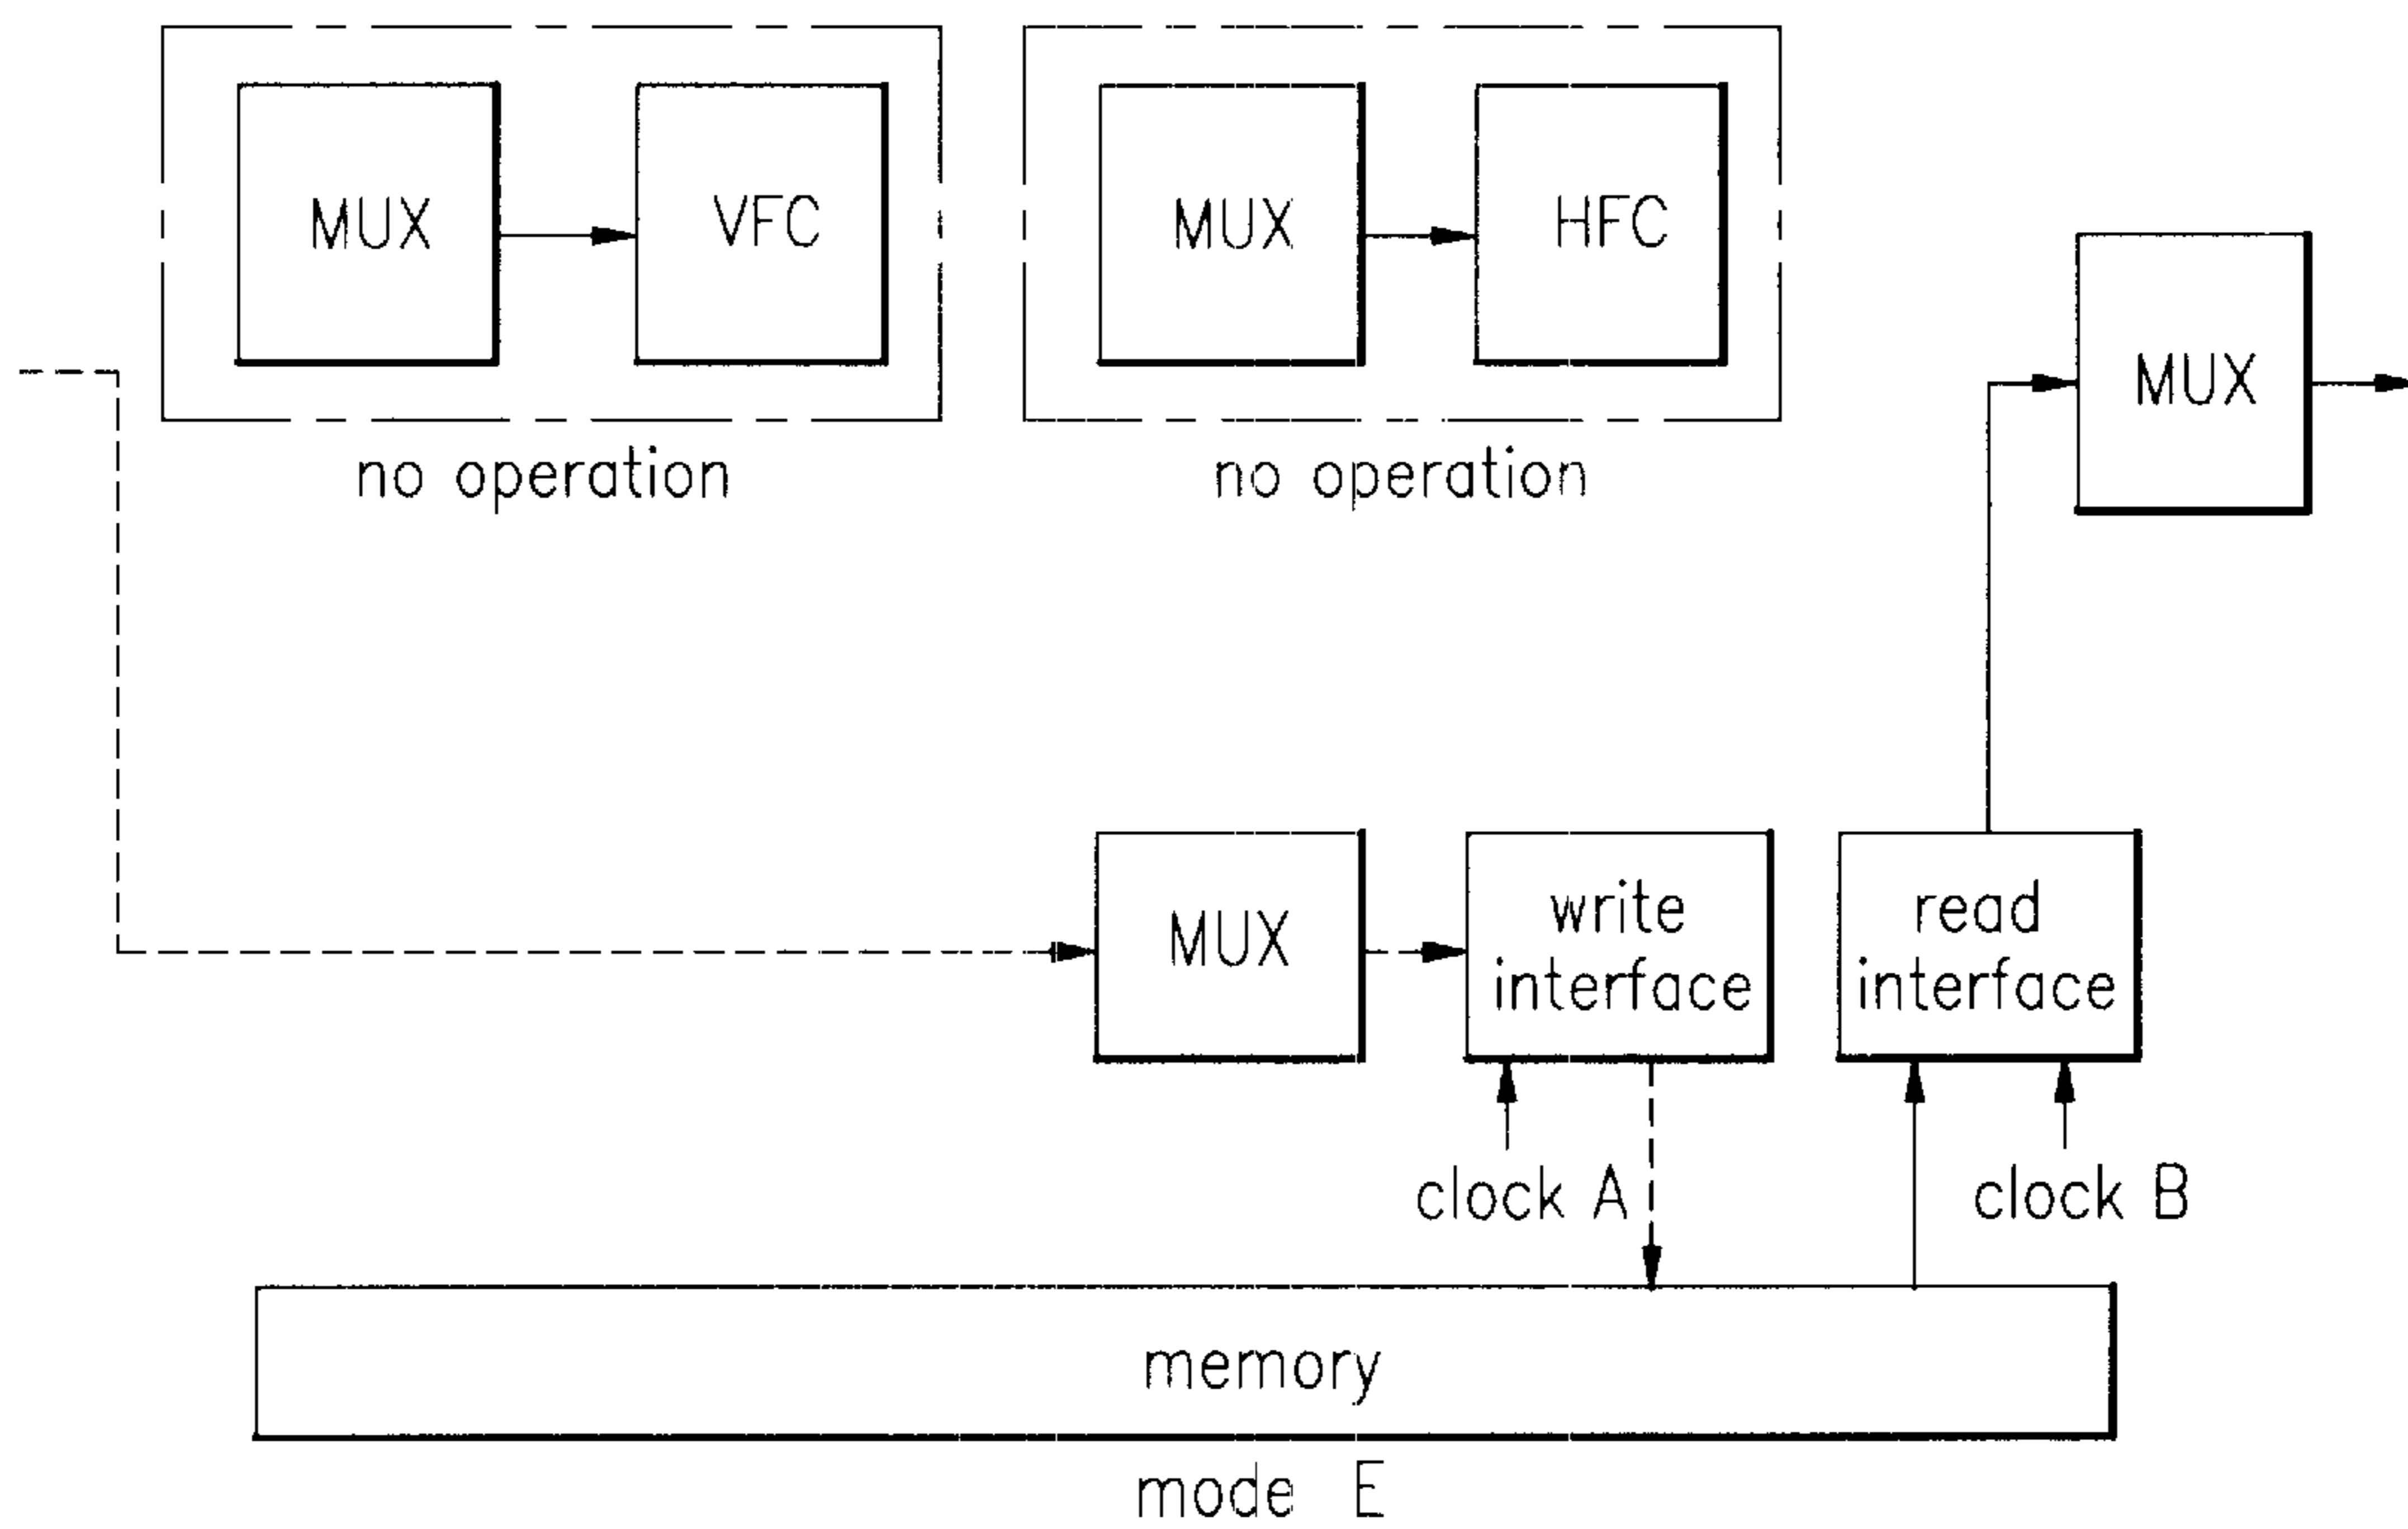 MUX
VFC
MUX
HFC
no operation
no operation
MUX
MUX
write
interface
read
interface
clock A
clock B
memory
mode E